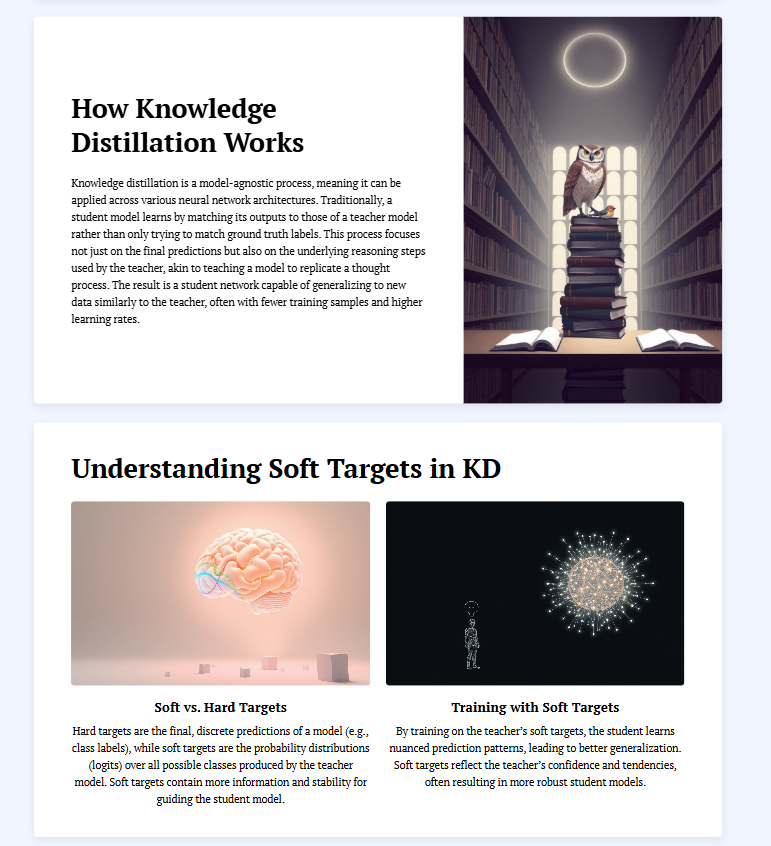 How Knowledge
Distillation Works
Knowledge distillation is a model-agnostic process, meaning it can be
applied across various neural network architectures. Traditionally, a
student model learns by matching its outputs to those of a teacher model
rather than only trying to match ground truth labels. This process focuses
not just on the final predictions but also on the underlying reasoning steps
used by the teacher, akin to teaching a model to replicate a thought
process. The result is a student network capable of generalizing to new
data similarly to the teacher, often with fewer training samples and higher
learning rates.
Understanding Soft Targets in KD
Soft vs. Hard Targets
Hard targets are the final, discrete predictions of a model (e.g.,
class labels), while soft targets are the probability distributions
(logits) over all possible classes produced by the teacher
model. Soft targets contain more information and stability for
guiding the student model.
Training with Soft Targets
By training on the teacher’s soft targets, the student learns
nuanced prediction patterns, leading to better generalization.
Soft targets reflect the teacher’s confidence and tendencies,
often resulting in more robust student models.